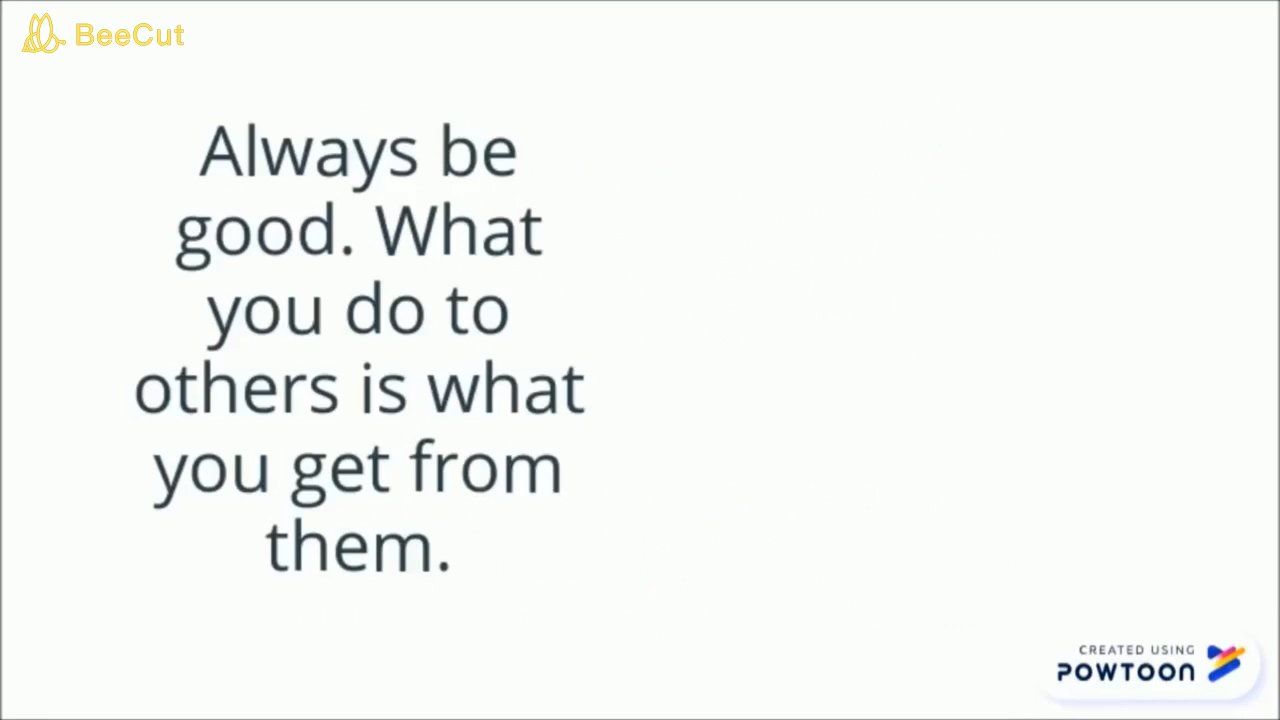 BeeCut
Always be
good. What
you do to
others is what
you get from
them.
CREATED USING
POWTOON